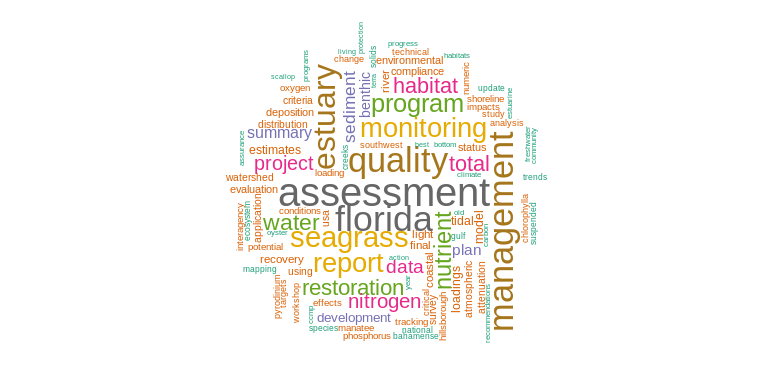 protection
living
progress
change
solids
technical
habitats
programs
environmental
scallop
oxygen
tena
river
compliance
numeric
update
criteria
estuary
sediment
benthic
habitat
shoreline
estuarine
deposition
program
impacts
distribution
study
summary
monitoring
analysis
assurance
estimates
creeks
southwest
best
bottom
status
freshwater
community
project
quality
total
management
watershed
loading
climate
trends
evaluation
assessment
interagency
ecosystem
application
conditions
usa
florida
old
tidal
model
chlorophylla
suspended
water
oyster
seagrass
light
gulf
potential
final
nutrient
plan
recovery
action
coastal
carbon
mapping
using
report
data
loadings
atmospheric
attenuation
pyrodinium
targets
workshop
restoration
year
effects
nitrogen
critical
survey
hillsborough
recommendations
ccmp
development
tracking
species
manatee
national
phosphorus
bahamense